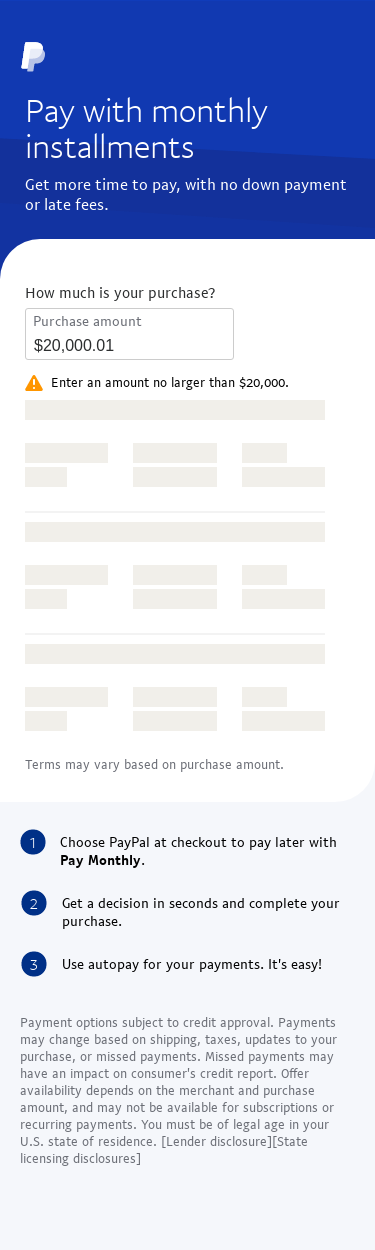 Pay with monthly
installments
Get more time to pay, with no down payment
or late fees.
How much is your purchase?
Purchase amount
$20,000.01
Enter an amount no larger than $20,000.
Terms may vary based on purchase amount.
1 Choose PayPal at checkout to pay later with
Pay Monthly.
2 Get a decision in seconds and complete your
purchase.
3 Use autopay for your payments. It's easy!
Payment options subject to credit approval. Payments
may change based on shipping, taxes, updates to your
purchase, or missed payments. Missed payments may
have an impact on consumer's credit report. Offer
availability depends on the merchant and purchase
amount, and may not be available for subscriptions or
recurring payments. You must be of legal age in your
U.S. state of residence. [Lender disclosure][State
licensing disclosures]